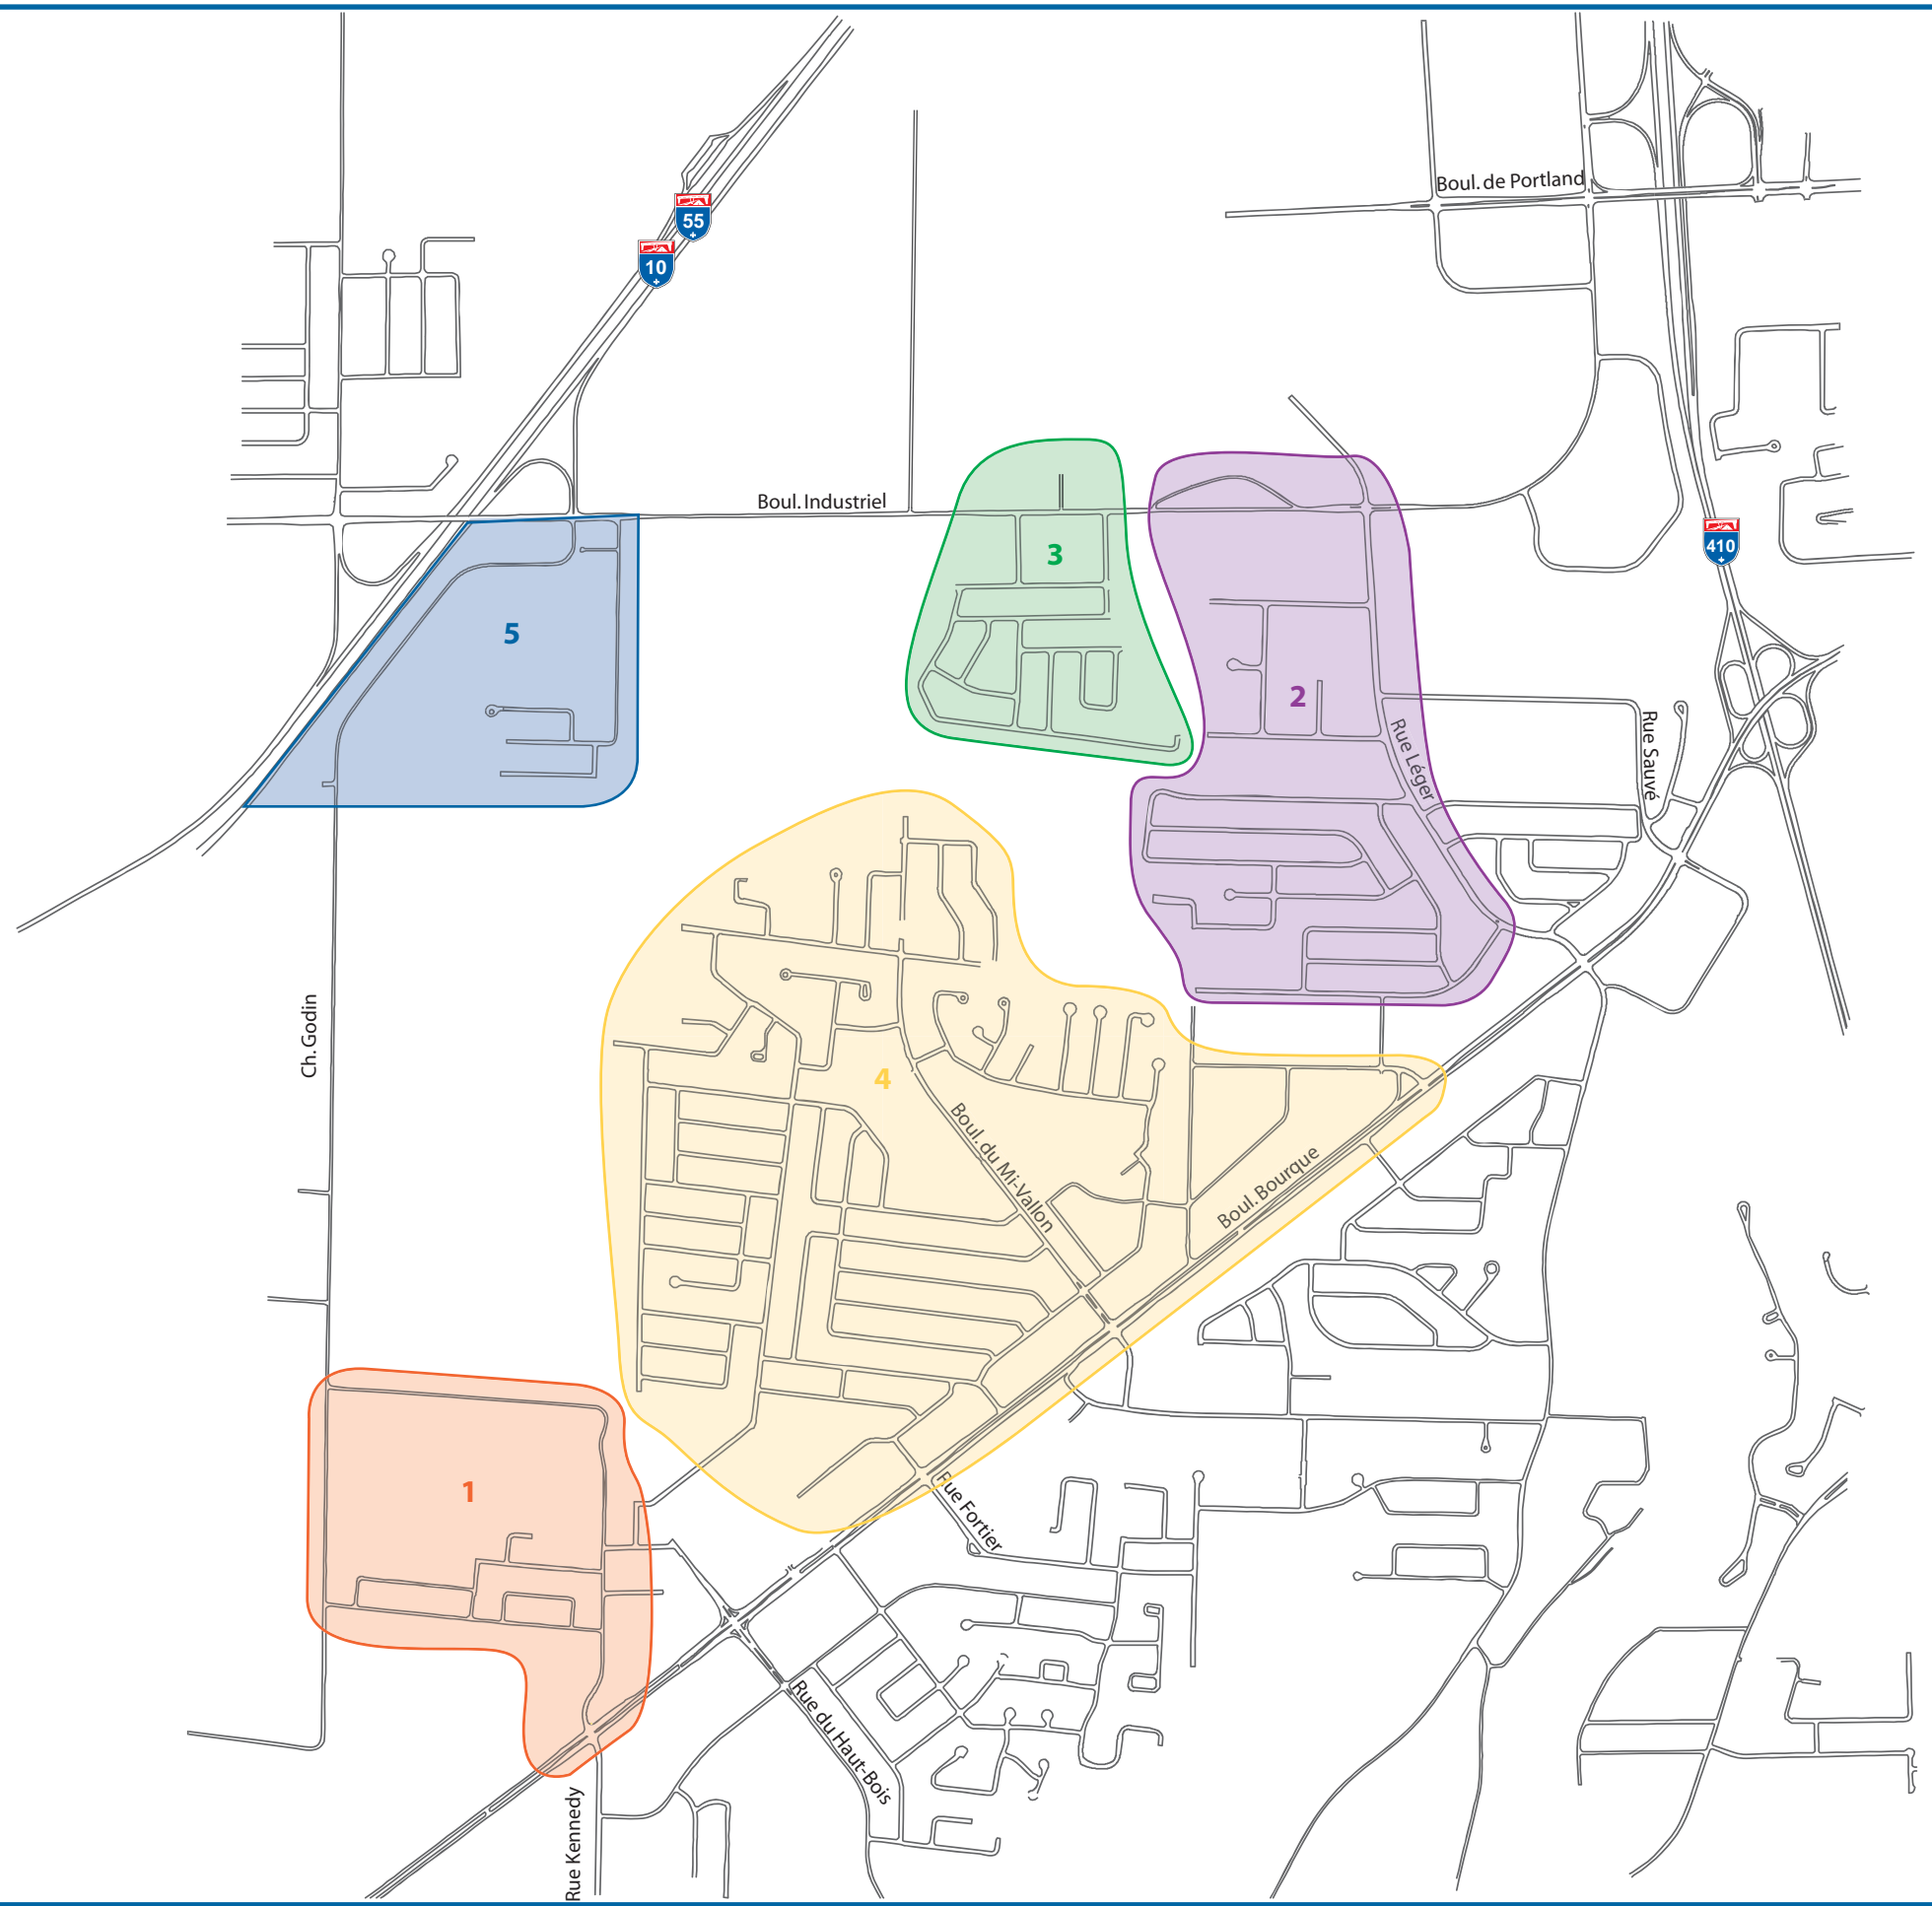 Boul. de Portland
55
10
Boul. Industriel
3
410
5
2
Rue Léger
Rue Sauvé
Ch. Godin
4
Boul. du Mi-Vallon
Boul. Bourque
1
Rue Fortier
Rue du Haut-Bois
Rue Kennedy